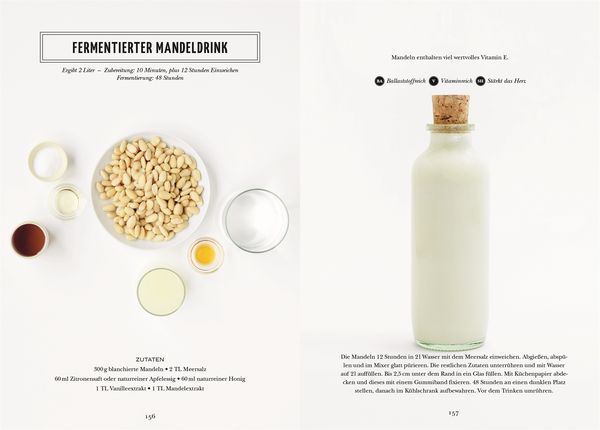 FERMENTIERTER MANDELDRINK
Ergibt 2 Liter – Zubereitung: 10 Minuten, plus 12 Stunden Einweichen
Fermentierung: 48 Stunden
ZUTATEN
300 g blanchierte Mandeln • 2 TL Meersalz
60 ml Zitronensaft oder naturreiner Apfelessig • 60 ml naturreiner Honig
1 TL Vanilleextrakt • 1 TL Mandelextrakt
156
Mandeln enthalten viel wertvolles Vitamin E.
BA Ballaststoffreich V Vitaminreich SH Stärkt das Herz
Die Mandeln 12 Stunden in 2 l Wasser mit dem Meersalz einweichen. Abgießen, abspü-
len und im Mixer glatt pürieren. Die restlichen Zutaten unterrühren und mit Wasser
auf 2 l auffüllen. Bis 2,5 cm unter dem Rand in ein Glas füllen. Mit Küchenpapier abde-
cken und dieses mit einem Gummiband fixieren. 48 Stunden an einen dunklen Platz
stellen, danach im Kühlschrank aufbewahren. Vor dem Trinken umrühren.
157